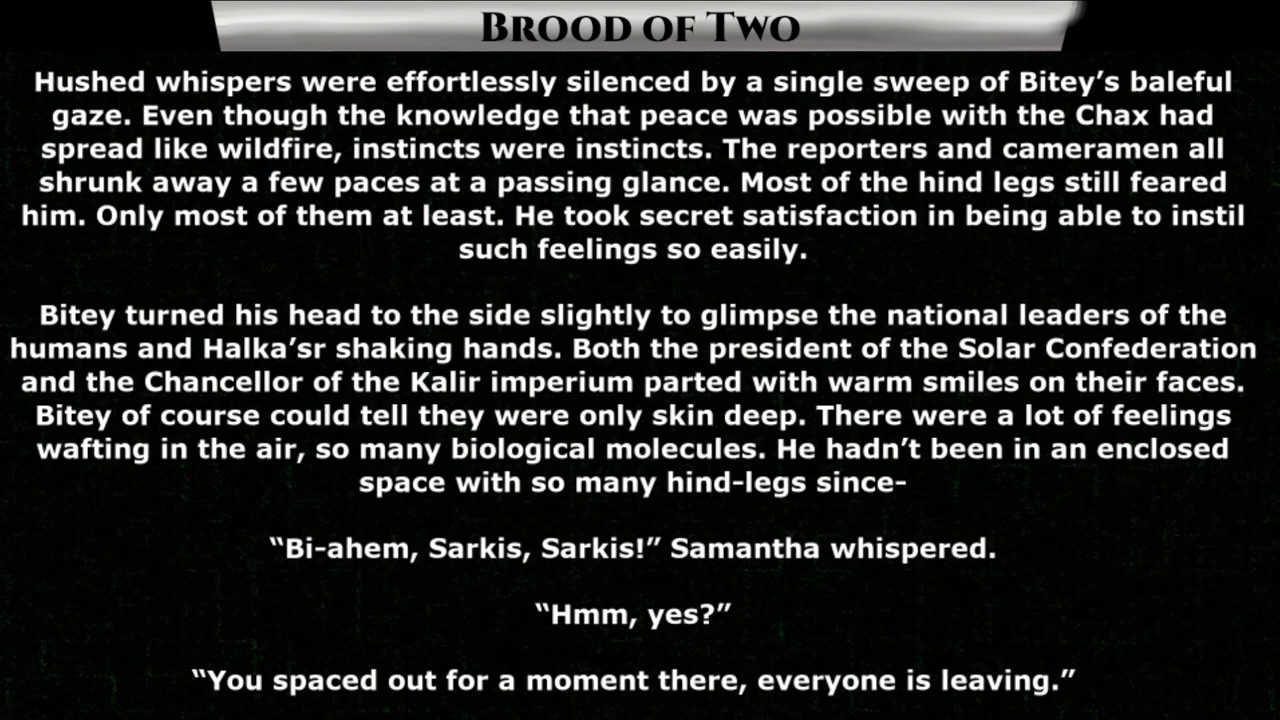 Brood of Two
Hushed whispers were effortlessly silenced by a single sweep of Bitey’s baleful
gaze. Even though the knowledge that peace was possible with the Chax had
spread like wildfire, instincts were instincts. The reporters and cameramen all
shrunk away a few paces at a passing glance. Most of the hind legs still feared
him. Only most of them at least. He took secret satisfaction in being able to instil
such feelings so easily.
Bitey turned his head to the side slightly to glimpse the national leaders of the
humans and Halka’sr shaking hands. Both the president of the Solar Confederation
and the Chancellor of the Kalir imperium parted with warm smiles on their faces.
Bitey of course could tell they were only skin deep. There were a lot of feelings
wafting in the air, so many biological molecules. He hadn’t been in an enclosed
space with so many hind-legs since-
“Bi-ahem, Sarkis, Sarkis!” Samantha whispered.
“Hmm, yes?”
“You spaced out for a moment there, everyone is leaving.”